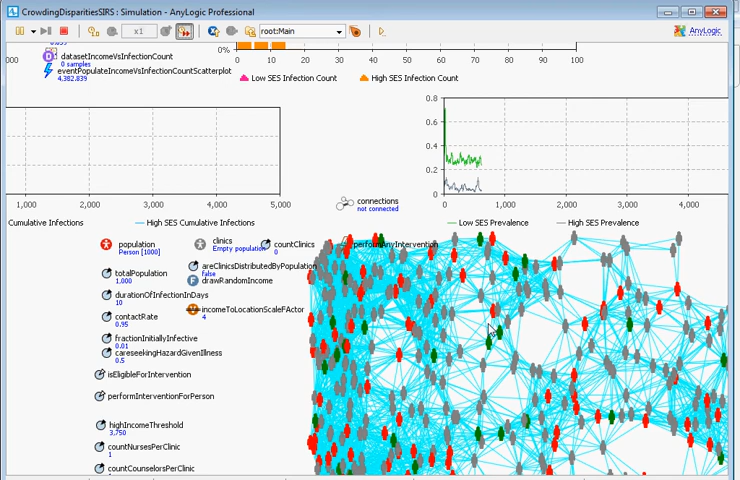 CrowdingDisparitiesSIRS : Simulation - AnyLogic Professional
x1
root:Main
AnyLogic
0%
000
0 10 20 30 40 50 60 70 80 90 100
datasetIncomeVsInfectionCount
0 samples
eventPopulateIncomeVsInfectionCountScatterplot
4,382.839
Low SES Infection Count
High SES Infection Count
0.8
0.6
0.4
0.2
0
1,000 2,000 3,000 4,000 5,000
0 1,000 2,000 3,000 4,000
connections
not connected
Cumulative Infections
High SES Cumulative Infections
Low SES Prevalence
High SES Prevalence
population
Person [1000]
clinics
Empty population
countClinics
0
performAnyIntervention
totalPopulation
1,000
areClinicsDistributedByPopulation
false
drawRandomIncome
durationOfInfectionInDays
10
incomeToLocationScaleFActor
4
contactRate
0.95
fractionInitiallyInfective
0.01
careseekingHazardGivenIllness
0.5
isEligibleForIntervention
performInterventionForPerson
highIncomeThreshold
3,750
countNursesPerClinic
1
countCounselorsPerClinic